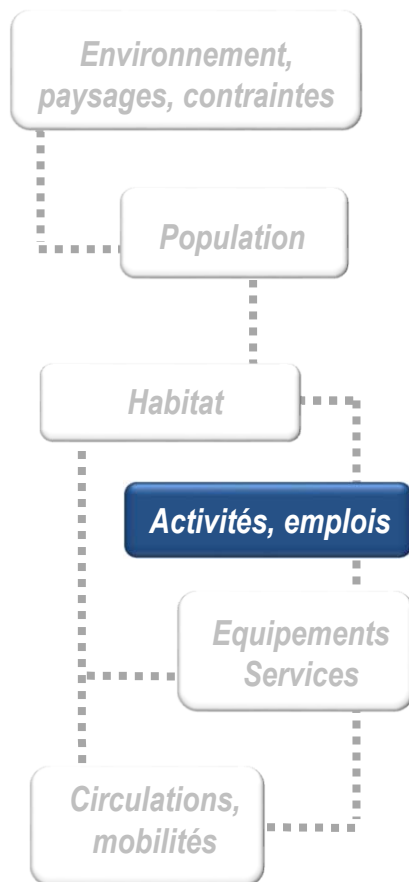 Environnement,
paysages, contraintes
Population
Habitat
Activités, emplois
Equipements
Services
Circulations,
mobilités